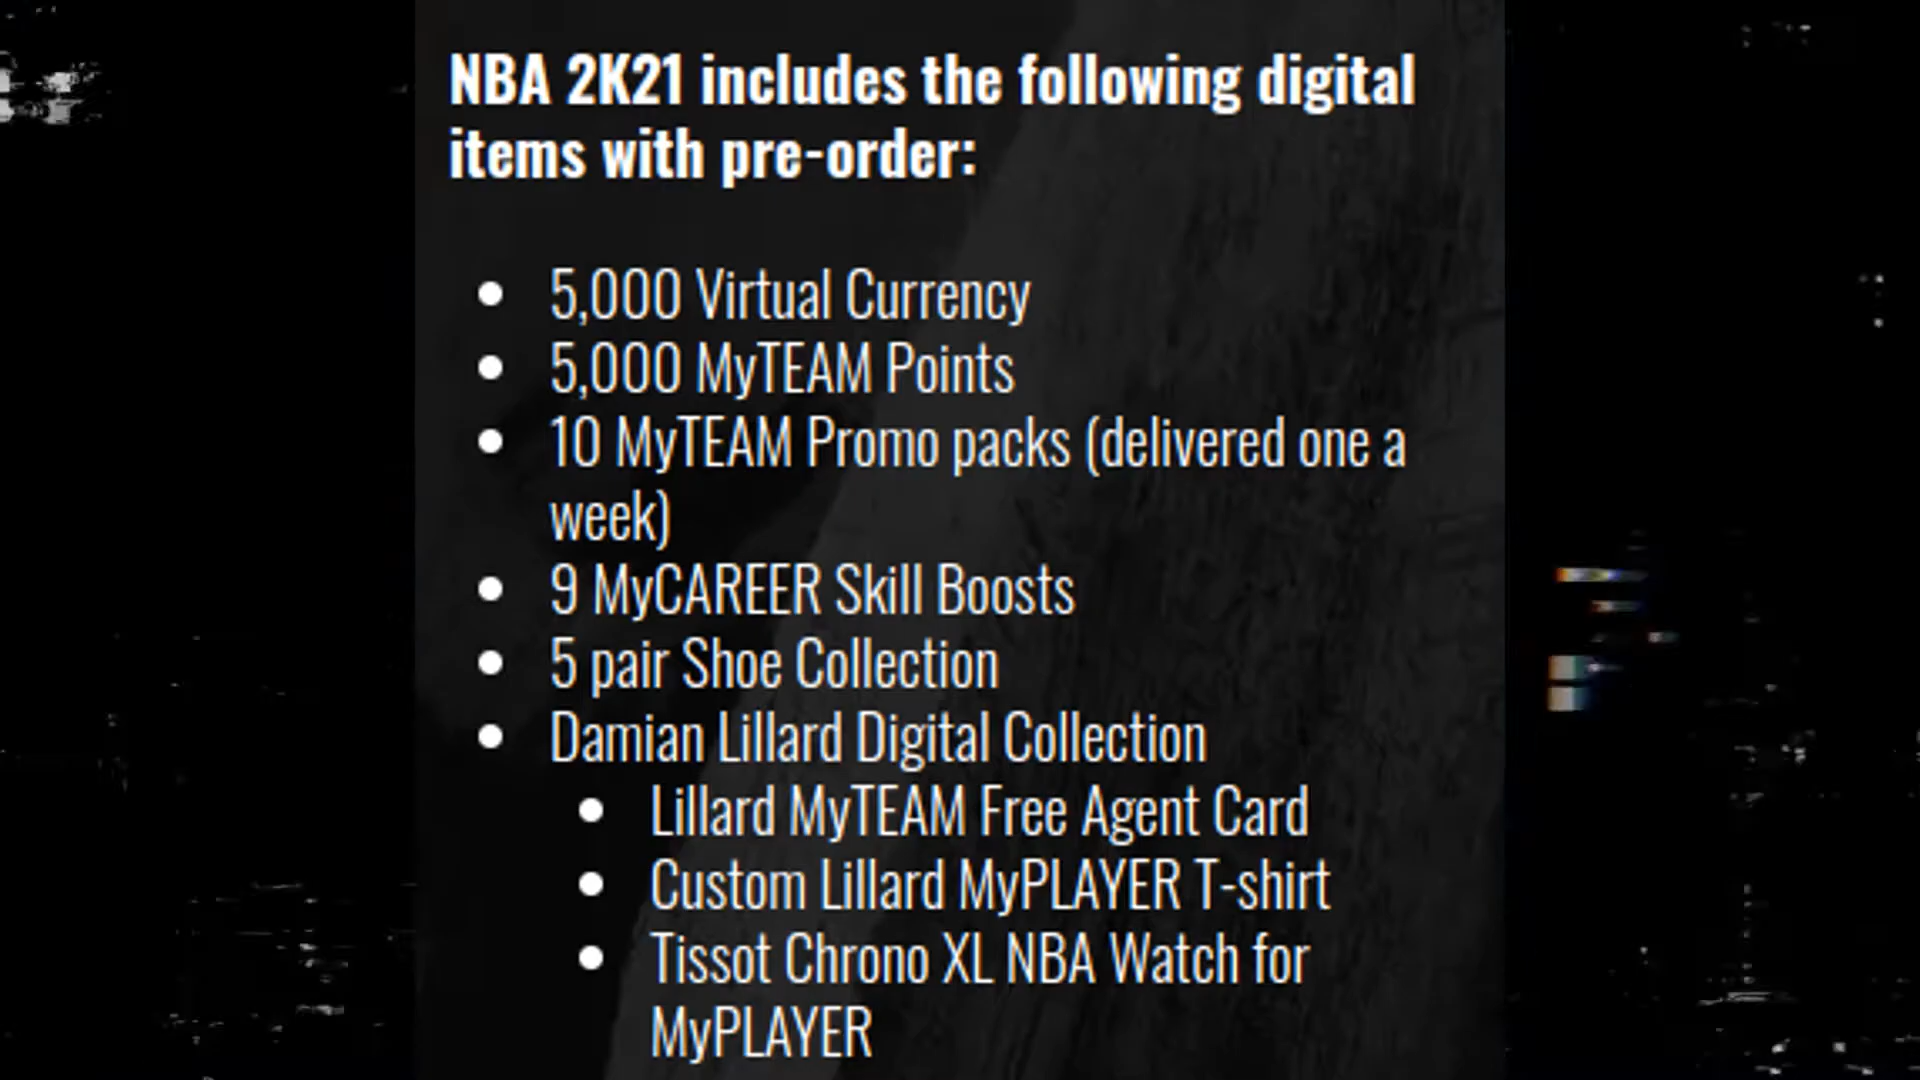 NBA 2K21 includes the following digital
items with pre-order:
5,000 Virtual Currency
5,000 MyTEAM Points
10 MyTEAM Promo packs (delivered one a
week)
9 MyCAREER Skill Boosts
5 pair Shoe Collection
Damian Lillard Digital Collection
Lillard MyTEAM Free Agent Card
Custom Lillard MyPLAYER T-shirt
Tissot Chrono XL NBA Watch for
MyPLAYER